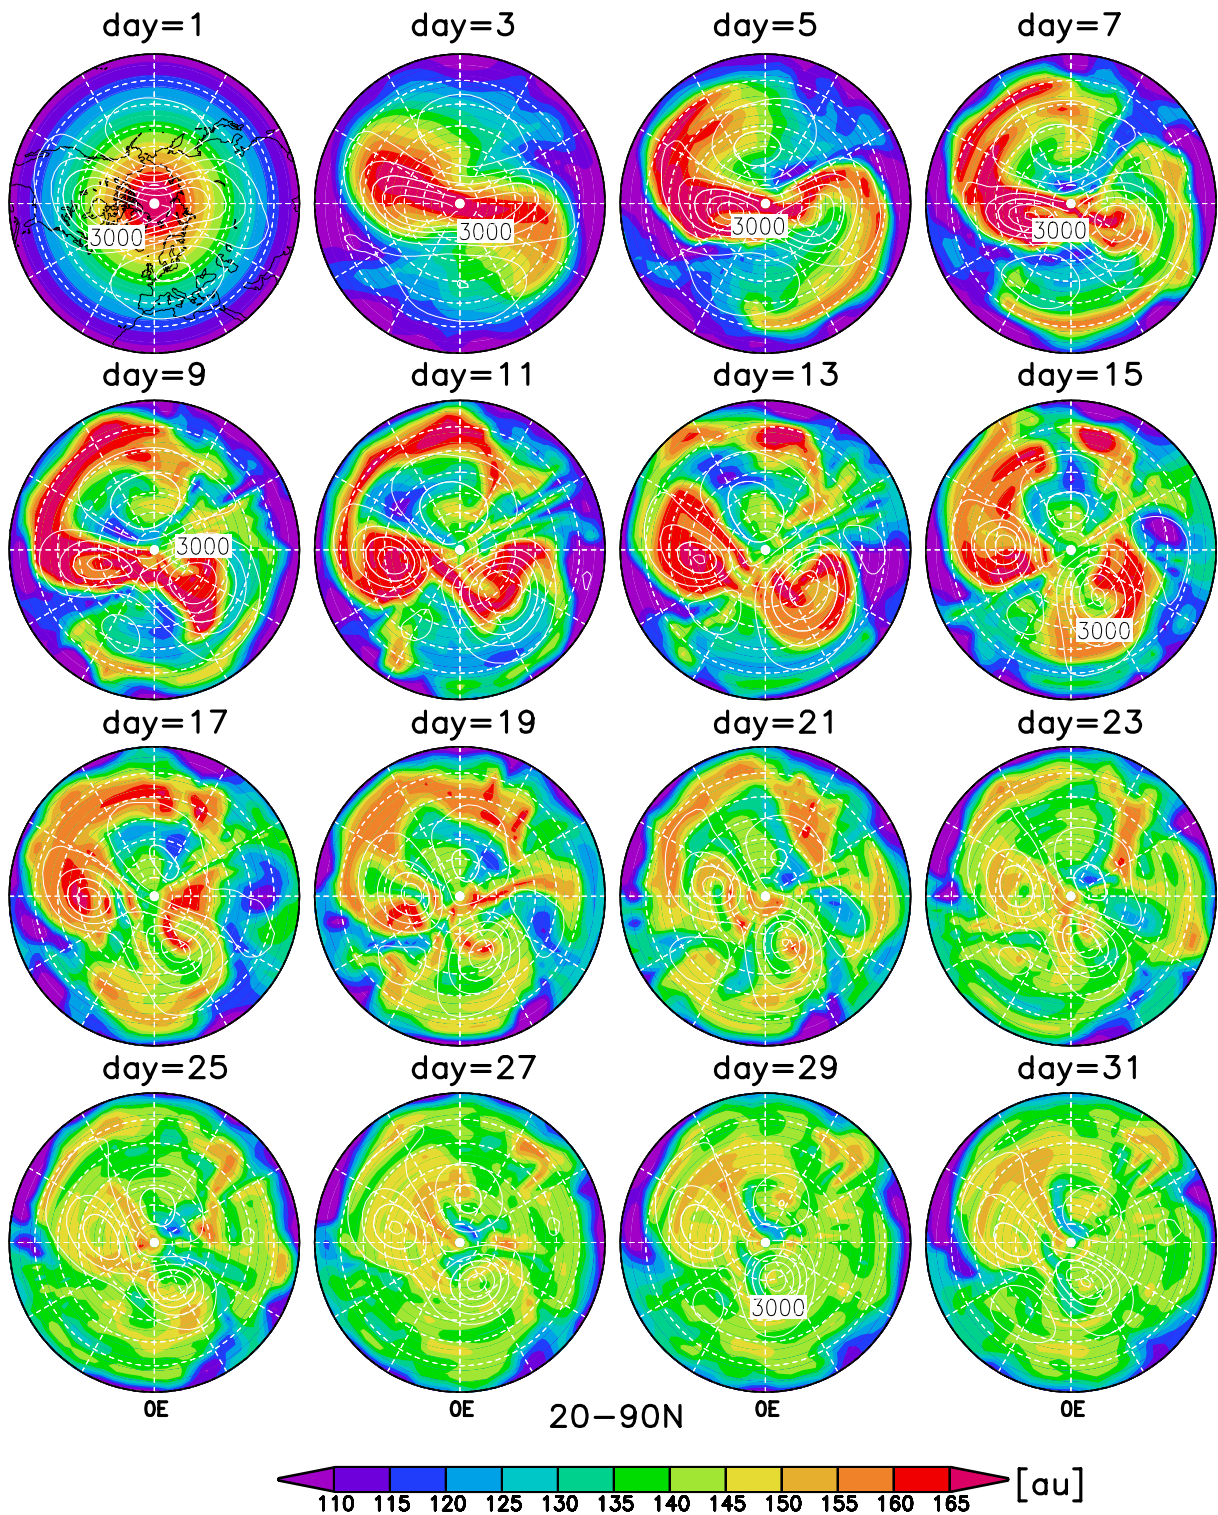 day=1 day=3 day=5 day=7
3000 3000 3000 3000
day=9 day=11 day=13 day=15
3000
3000
day=17 day=19 day=21 day=23
day=25 day=27 day=29 day=31
3000
0E 0E 0E 0E
20-90N
[au]
110 115 120 125 130 135 140 145 150 155 160 165